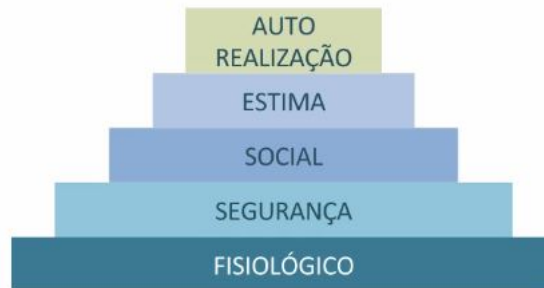 AUTO
REALIZAÇÃO
ESTIMA
SOCIAL
SEGURANÇA
FISIOLÓGICO